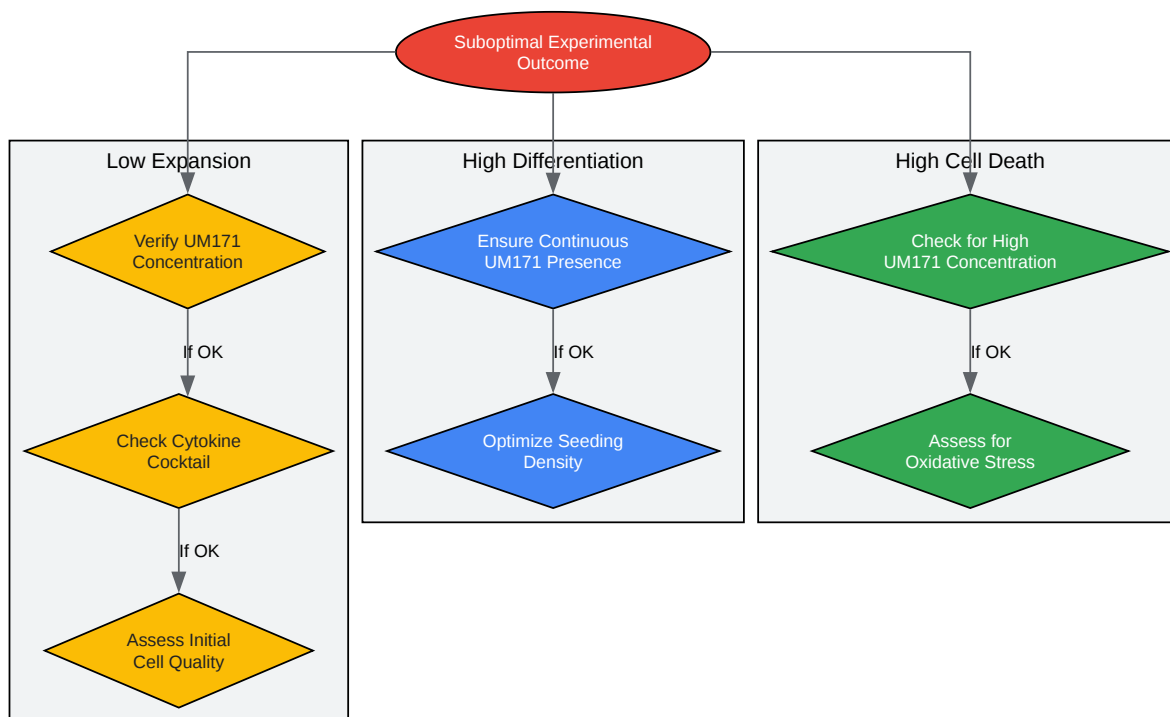 Suboptimal Experimental
Outcome
Low Expansion
High Differentiation
High Cell Death
Verify UM171
Concentration
Ensure Continuous
UM171 Presence
Check for High
UM171 Concentration
If OK
If OK
If OK
Check Cytokine
Cocktail
Optimize Seeding
Density
Assess for
Oxidative Stress
If OK
Assess Initial
Cell Quality